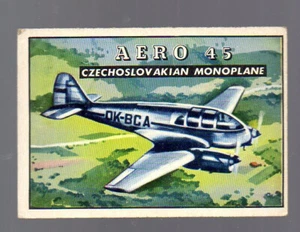 AERO 45
CZECHOSLOVAKIAN MONOPLANE
OK-BCA